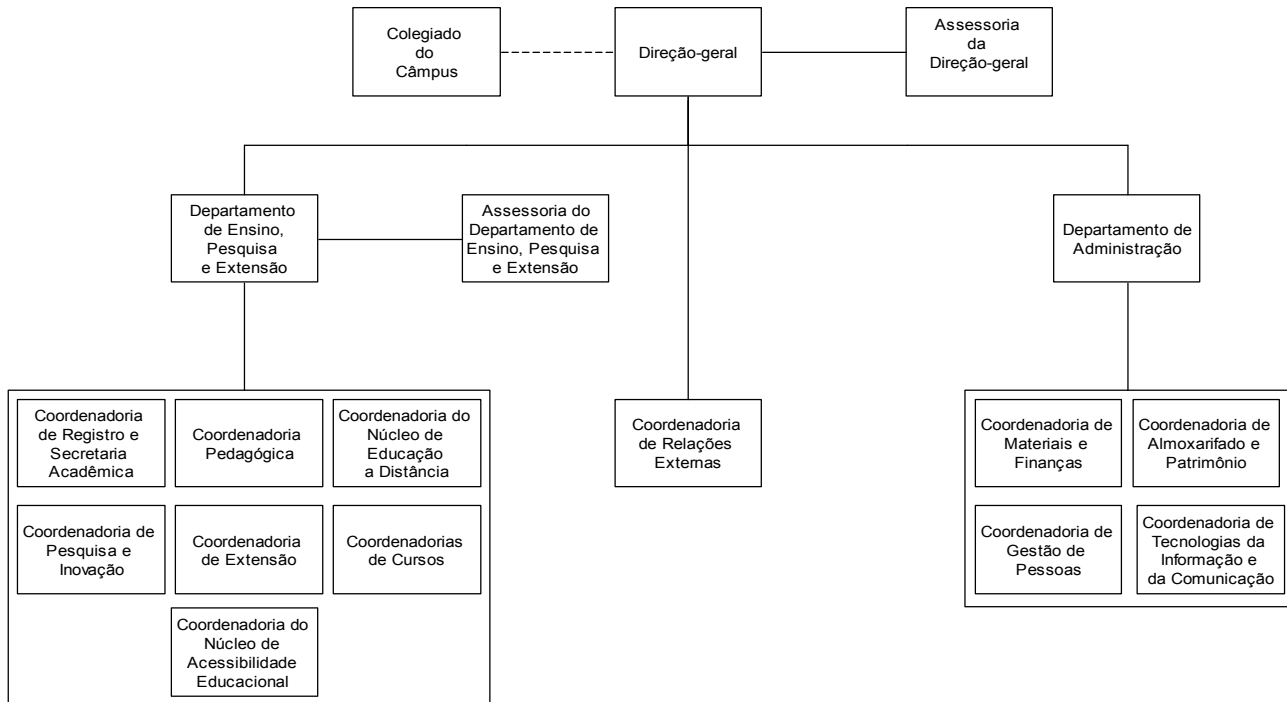 Colegiado
do
Câmpus
Direção-geral
Assessoria
da
Direção-geral
Departamento
de Ensino,
Pesquisa
e Extensão
Assessoria do
Departamento de
Ensino, Pesquisa
e Extensão
Departamento de
Administração
Coordenadoria
de Registro e
Secretaria
Acadêmica
Coordenadoria
Pedagógica
Coordenadoria do
Núcleo de
Educação
a Distância
Coordenadoria de
Pesquisa e
Inovação
Coordenadoria
de Extensão
Coordenadorias
de Cursos
Coordenadoria do
Núcleo de
Acessibilidade
Educacional
Coordenadoria
de Relações
Externas
Coordenadoria de
Materiais e
Finanças
Coordenadoria de
Almoxarifado e
Patrimônio
Coordenadoria de
Gestão de
Pessoas
Coordenadoria de
Tecnologias da
Informação e
da Comunicação